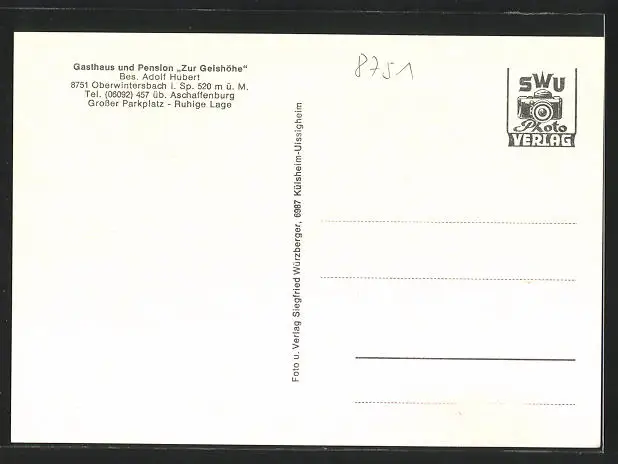 Gasthaus und Pension „Zur Geishöhe"
Bes. Adolf Hubert
8751 Oberwintersbach i. Sp. 520 m ü. M.
Tel. (06092) 457 üb. Aschaffenburg
Großer Parkplatz - Ruhige Lage
8751
SWU
Photo
VERLAG
Foto u. Verlag Siegfried Würzberger, 6987 Külsheim-Uissigheim